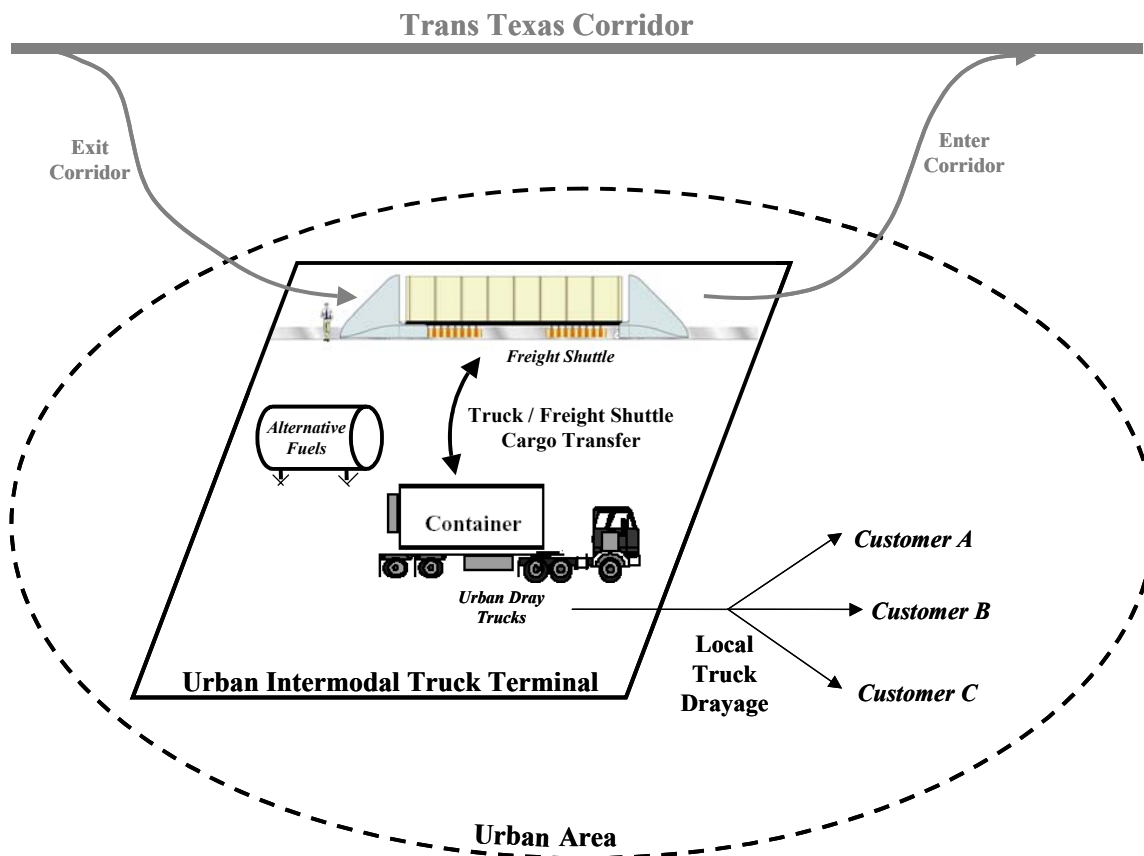 Trans Texas Corridor
Exit
Corridor
Enter
Corridor
Freight Shuttle
Truck / Freight Shuttle
Cargo Transfer
Alternative
Fuels
Container
Urban Dray
Trucks
Customer A
Customer B
Customer C
Local
Truck
Drayage
Urban Intermodal Truck Terminal
Urban Area